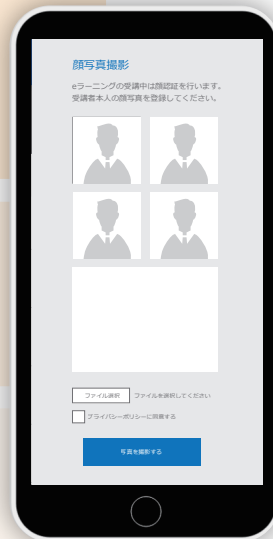 顔写真撮影
eラーニングの受講中は顔認証を行います。
受講者本人の顔写真を登録してください。
ファイル選択 ファイルを選択してください
プライバシーポリシーに同意する
写真を撮影する